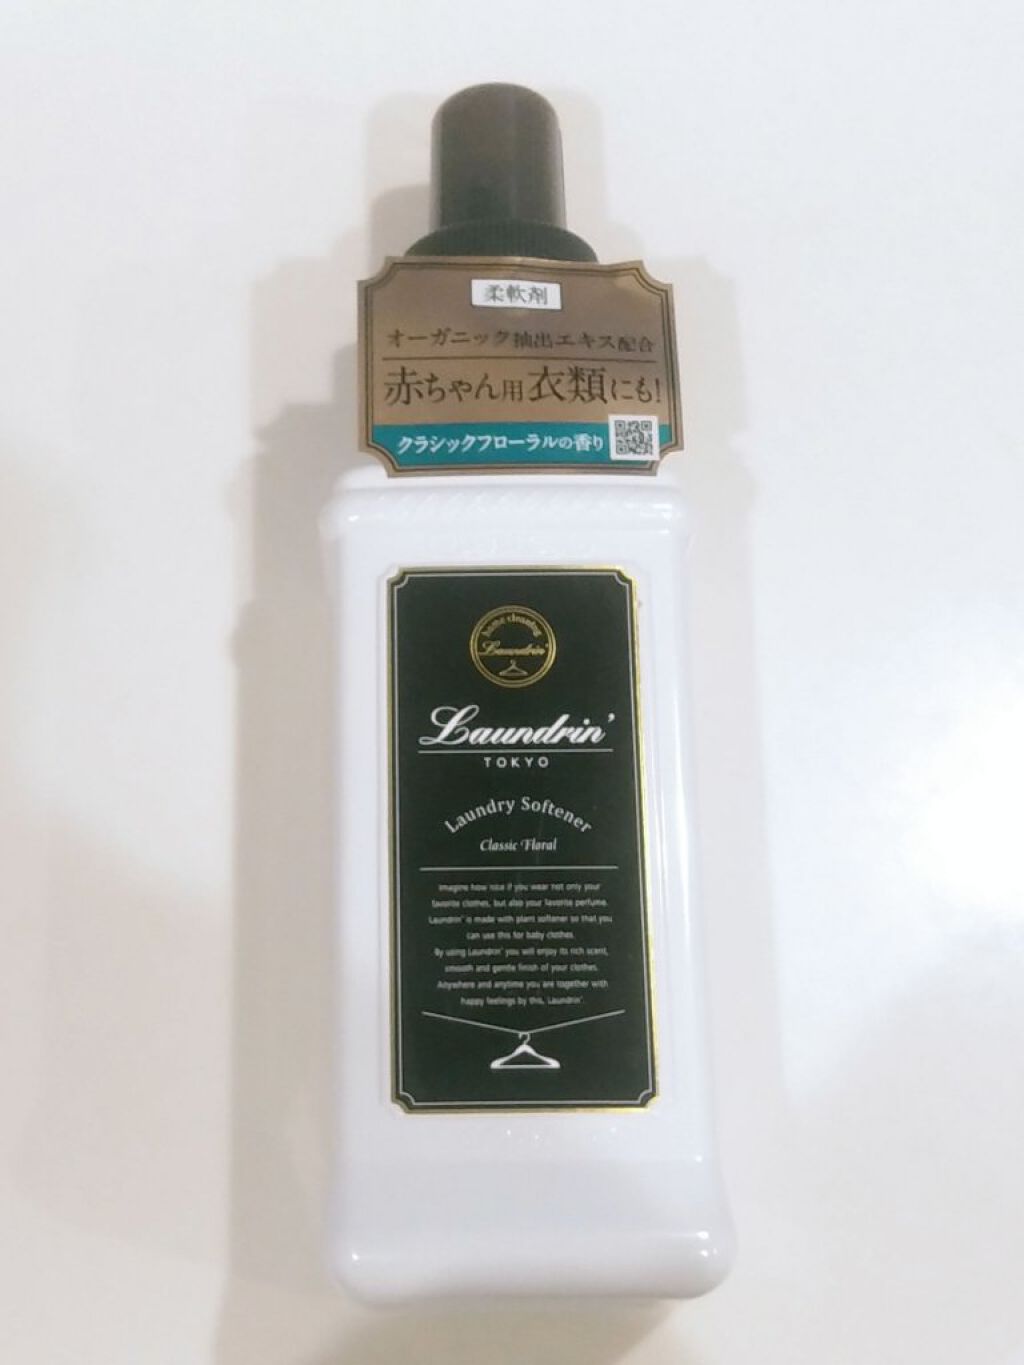 柔軟剤
オーガニック抽出エキス配合
赤ちゃん用衣類にも!
クラシックフローラルの香り
home cleaning
Laundrin'
Laundrin'
TOKYO
Laundry Softener
Classic Floral
Imagine how nice if you wear not only your
favorite clothes, but also your favorite perfume.
Laundrin' is made with plant softener so that you
can use this for baby clothes.
By using Laundrin' you will enjoy its rich scent,
smooth and gentle finish of your clothes.
Anywhere and anytime you are together with
happy feelings by this, Laundrin'.